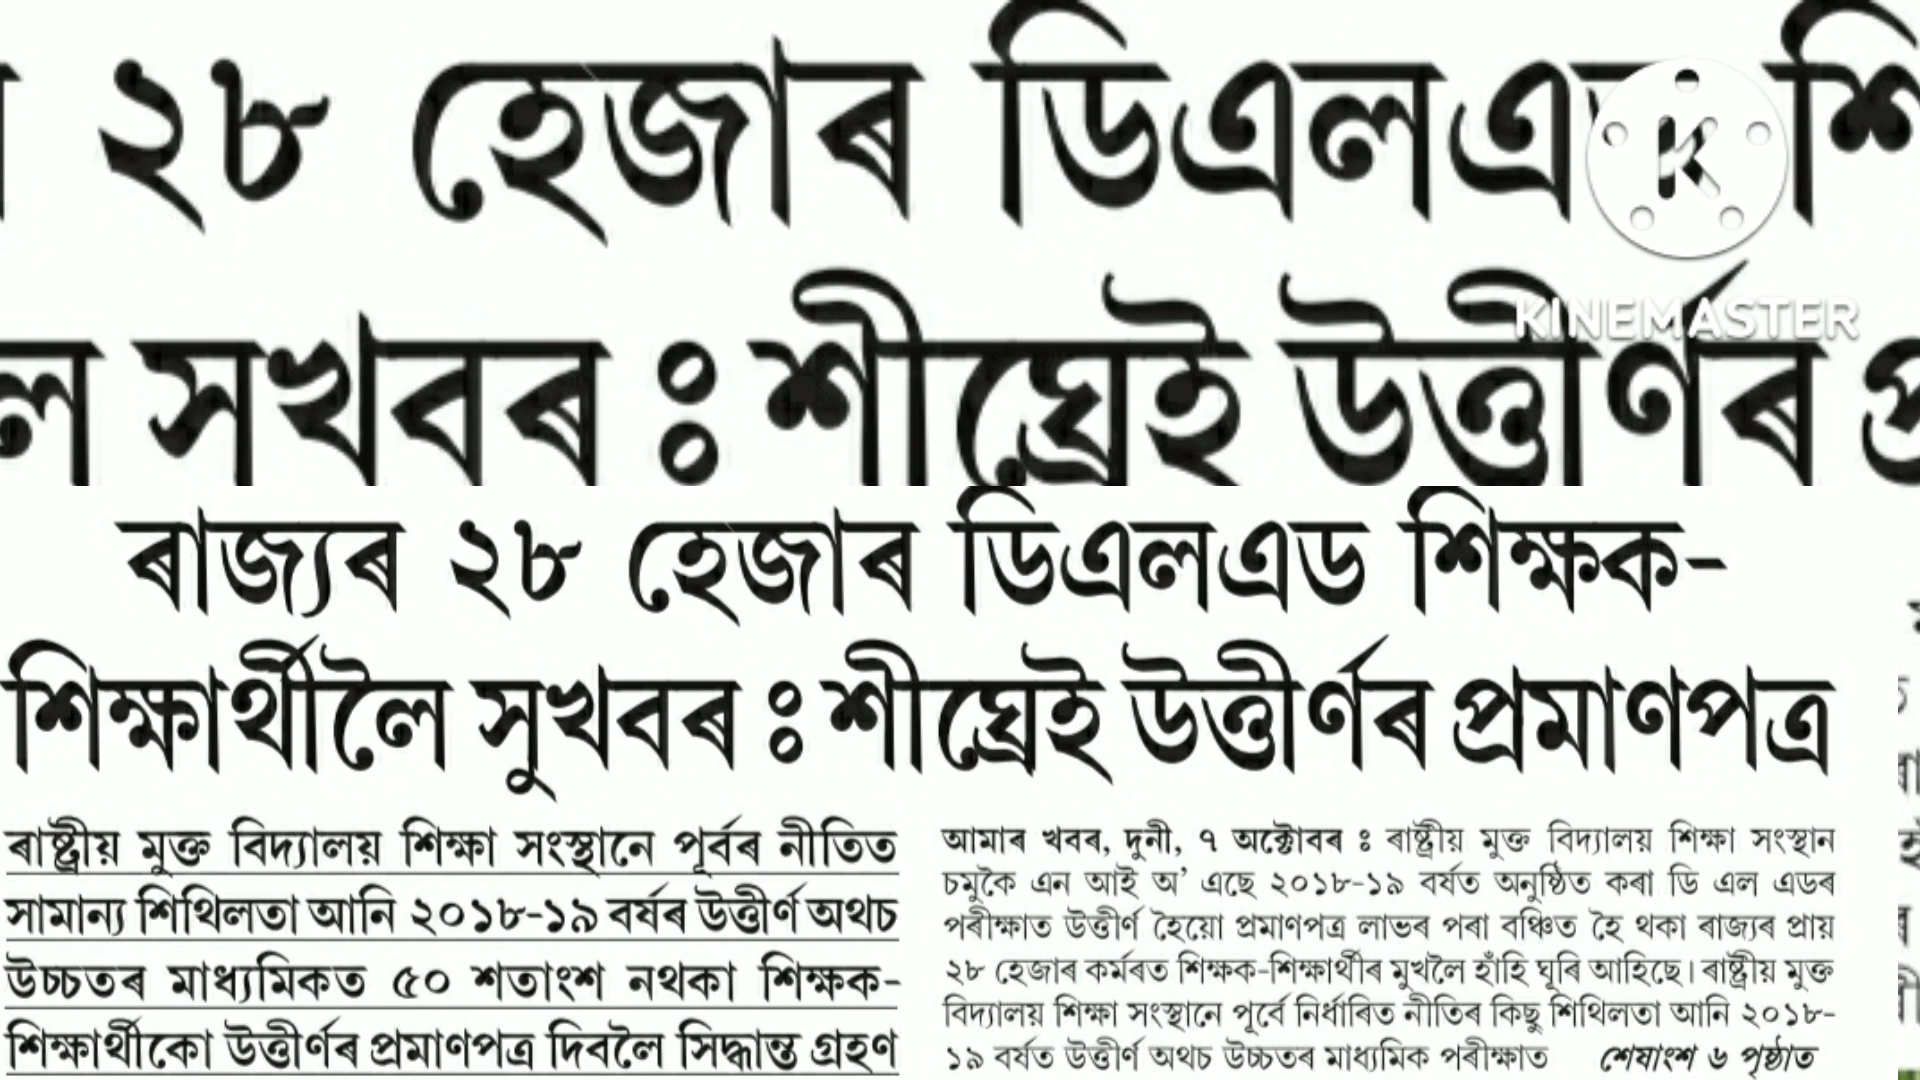 ২৮ হেজাৰ ডিএলএ শি
KINEMASTER
ল সখবৰ ঃ শীঘ্ৰেই উত্তীৰ্ণৰ প্ৰ
ৰাজ্যৰ ২৮ হেজাৰ ডিএলএড শিক্ষক-
শিক্ষাৰ্থীলৈ সুখবৰ ঃ শীঘ্ৰেই উত্তীৰ্ণৰ প্ৰমাণপত্ৰ
ৰাষ্ট্ৰীয় মুক্ত বিদ্যালয় শিক্ষা সংস্থানে পূৰ্বৰ নীতিত
সামান্য শিথিলতা আনি ২০১৮-১৯ বৰ্ষৰ উত্তীৰ্ণ অথচ
উচ্চতৰ মাধ্যমিকত ৫০ শতাংশ নথকা শিক্ষক-
শিক্ষাৰ্থীকো উত্তীৰ্ণৰ প্ৰমাণপত্ৰ দিবলৈ সিদ্ধান্ত গ্ৰহণ
আমাৰ খবৰ, দুনী, ৭ অক্টোবৰ ঃ ৰাষ্ট্ৰীয় মুক্ত বিদ্যালয় শিক্ষা সংস্থান
চমুকৈ এন আই অ’ এছে ২০১৮-১৯ বৰ্ষত অনুষ্ঠিত কৰা ডি এল এডৰ
পৰীক্ষাত উত্তীৰ্ণ হৈয়ো প্ৰমাণপত্ৰ লাভৰ পৰা বঞ্চিত হৈ থকা ৰাজ্যৰ প্ৰায়
২৮ হেজাৰ কৰ্মৰত শিক্ষক-শিক্ষাৰ্থীৰ মুখলৈ হাঁহি ঘূৰি আহিছে। ৰাষ্ট্ৰীয় মুক্ত
বিদ্যালয় শিক্ষা সংস্থানে পূৰ্বে নিৰ্ধাৰিত নীতিৰ কিছু শিথিলতা আনি ২০১৮-
১৯ বৰ্ষত উত্তীৰ্ণ অথচ উচ্চতৰ মাধ্যমিক পৰীক্ষাত শেষাংশ ৬ পৃষ্ঠাত